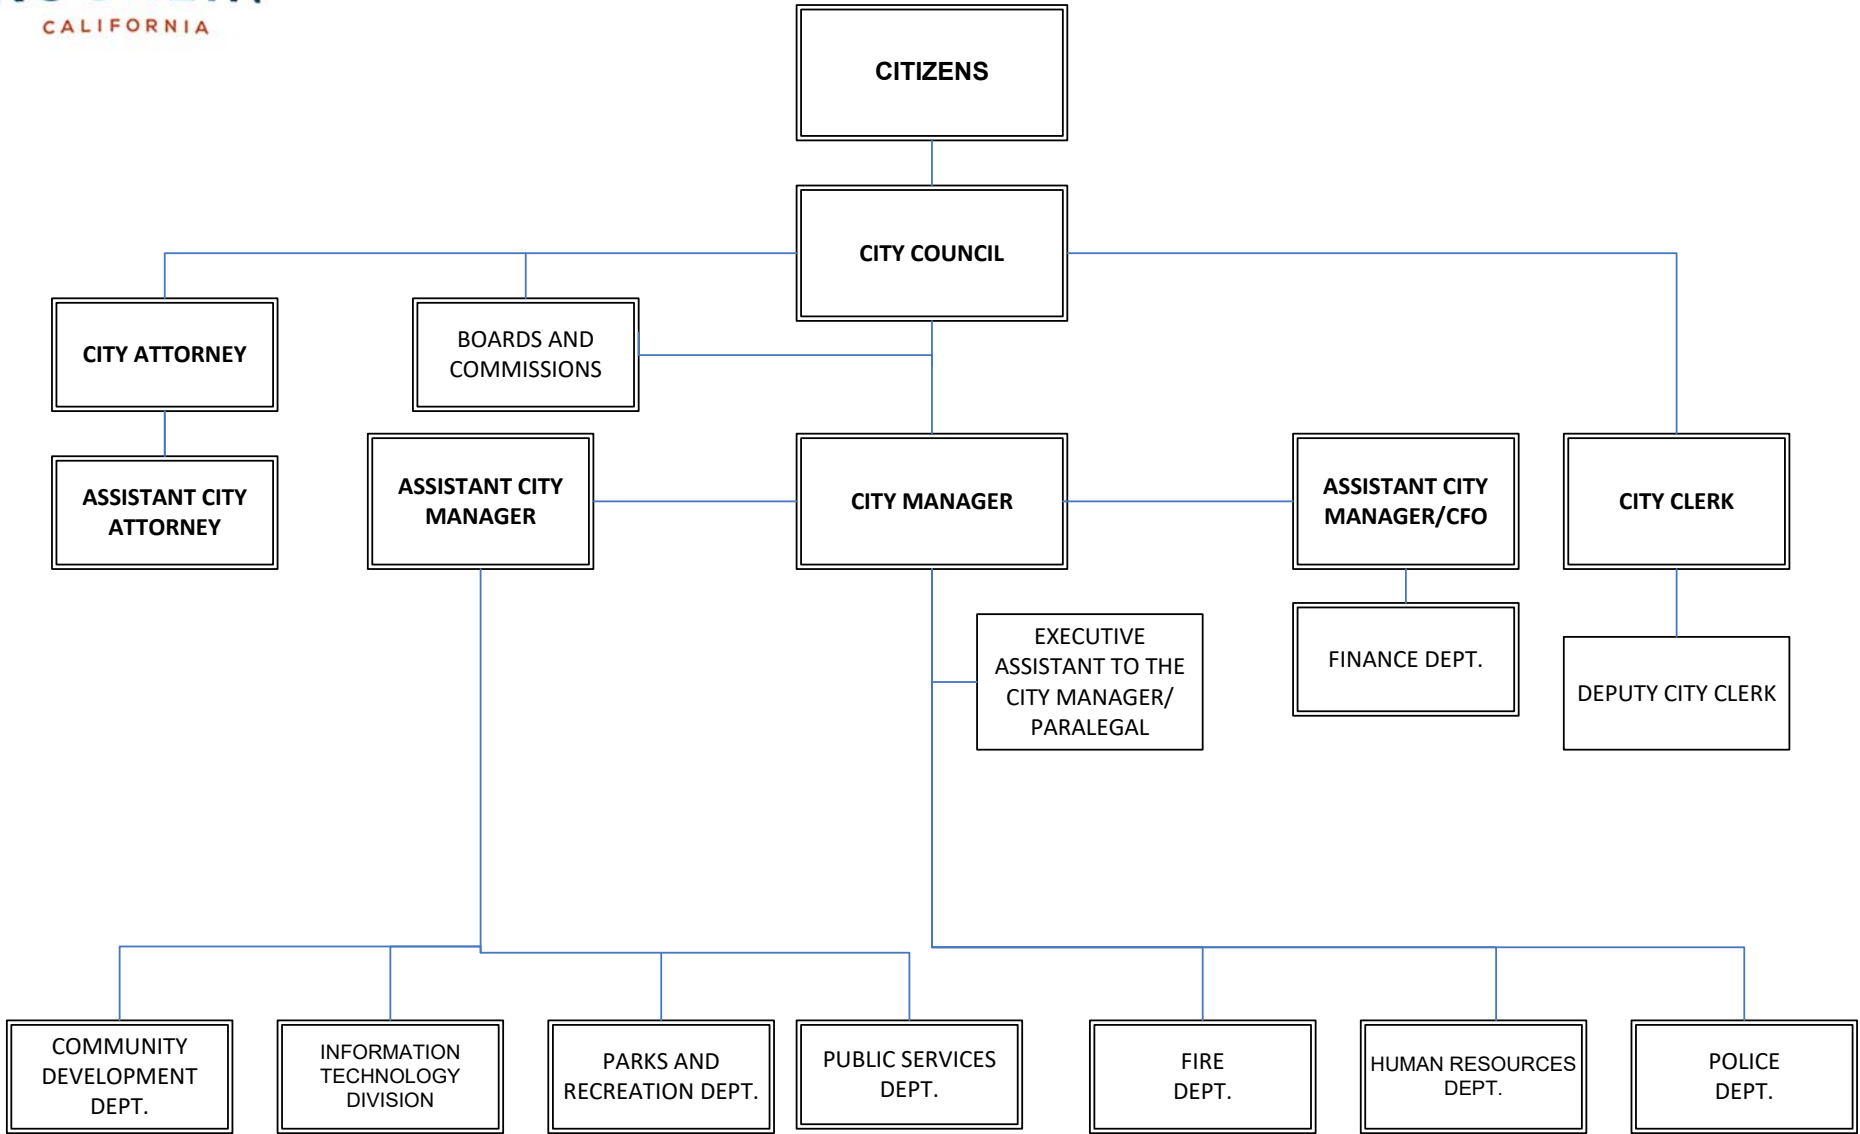 CALIFORNIA
CITIZENS
CITY COUNCIL
CITY ATTORNEY
BOARDS AND
COMMISSIONS
ASSISTANT CITY
ATTORNEY
ASSISTANT CITY
MANAGER
CITY MANAGER
ASSISTANT CITY
MANAGER/CFO
CITY CLERK
EXECUTIVE
ASSISTANT TO THE
CITY MANAGER/
PARALEGAL
FINANCE DEPT.
DEPUTY CITY CLERK
COMMUNITY
DEVELOPMENT
DEPT.
INFORMATION
TECHNOLOGY
DIVISION
PARKS AND
RECREATION DEPT.
PUBLIC SERVICES
DEPT.
FIRE
DEPT.
HUMAN RESOURCES
DEPT.
POLICE
DEPT.